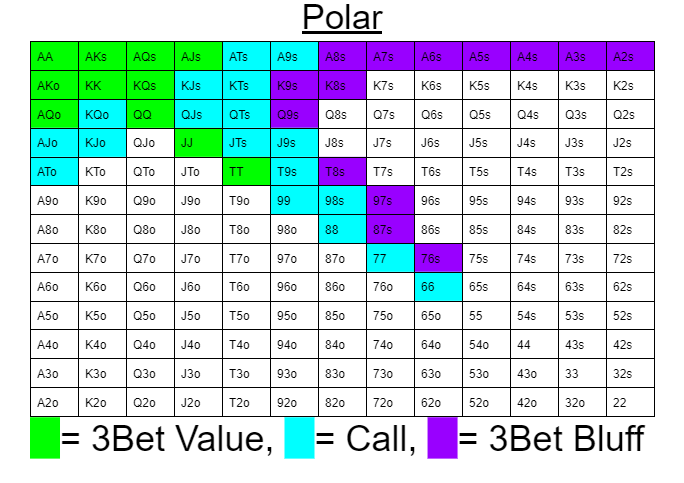 Polar
AA AKs AQs AJs ATs A9s A8s A7s A6s A5s A4s A3s A2s
AKo KK KQs KJs KTs K9s K8s K7s K6s K5s K4s K3s K2s
AQo KQo QQ QJs QTs Q9s Q8s Q7s Q6s Q5s Q4s Q3s Q2s
AJo KJo QJo JJ JTs J9s J8s J7s J6s J5s J4s J3s J2s
ATo KTo QTo JTo TT T9s T8s T7s T6s T5s T4s T3s T2s
A9o K9o Q9o J9o T9o 99 98s 97s 96s 95s 94s 93s 92s
A8o K8o Q8o J8o T8o 98o 88 87s 86s 85s 84s 83s 82s
A7o K7o Q7o J7o T7o 97o 87o 77 76s 75s 74s 73s 72s
A6o K6o Q6o J6o T6o 96o 86o 76o 66 65s 64s 63s 62s
A5o K5o Q5o J5o T5o 95o 85o 75o 65o 55 54s 53s 52s
A4o K4o Q4o J4o T4o 94o 84o 74o 64o 54o 44 43s 42s
A3o K3o Q3o J3o T3o 93o 83o 73o 63o 53o 43o 33 32s
A2o K2o Q2o J2o T2o 92o 82o 72o 62o 52o 42o 32o 22
= 3Bet Value, = Call, = 3Bet Bluff